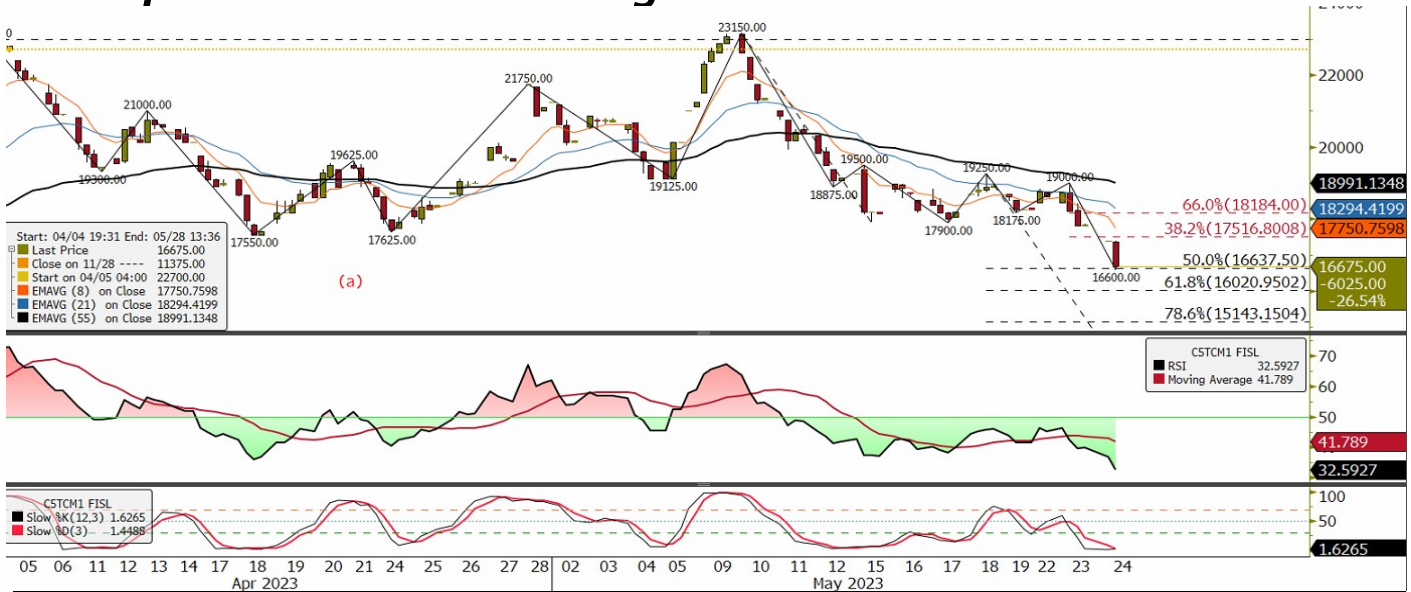 0
24000
22000
20000
23150.00
21750.00
21000.00
19625.00
19300.00
17550.00
17625.00
19125.00
18875.00
19500.00
17900.00
19250.00
18175.00
19000.00
16600.00
66.0%(18184.00)
38.2%(17516.8008)
50.0%(16637.50)
61.8%(16020.9502)
78.6%(15143.1504)
18991.1348
18294.4199
17750.7598
16675.00
-6025.00
-26.54%
(a)
Start: 04/04 19:31 End: 05/28 13:36
Last Price 16675.00
Close on 11/28 ---- 11375.00
Start on 04/05 04:00 22700.00
EMAVG (8) on Close 17750.7598
EMAVG (21) on Close 18294.4199
EMAVG (55) on Close 18991.1348
C5TCM1 FISL
RSI 32.5927
Moving Average 41.789
70
60
50
41.789
32.5927
C5TCM1 FISL
Slow %K(12,3) 1.6265
Slow %D(3) 1.4488
100
50
1.6265
05 06 11 12 13 14 17 18 19 20 21 24 25 26 27 28 02 03 04 05 09 10 11 12 15 16 17 18 19 22 23 24
Apr 2023 May 2023